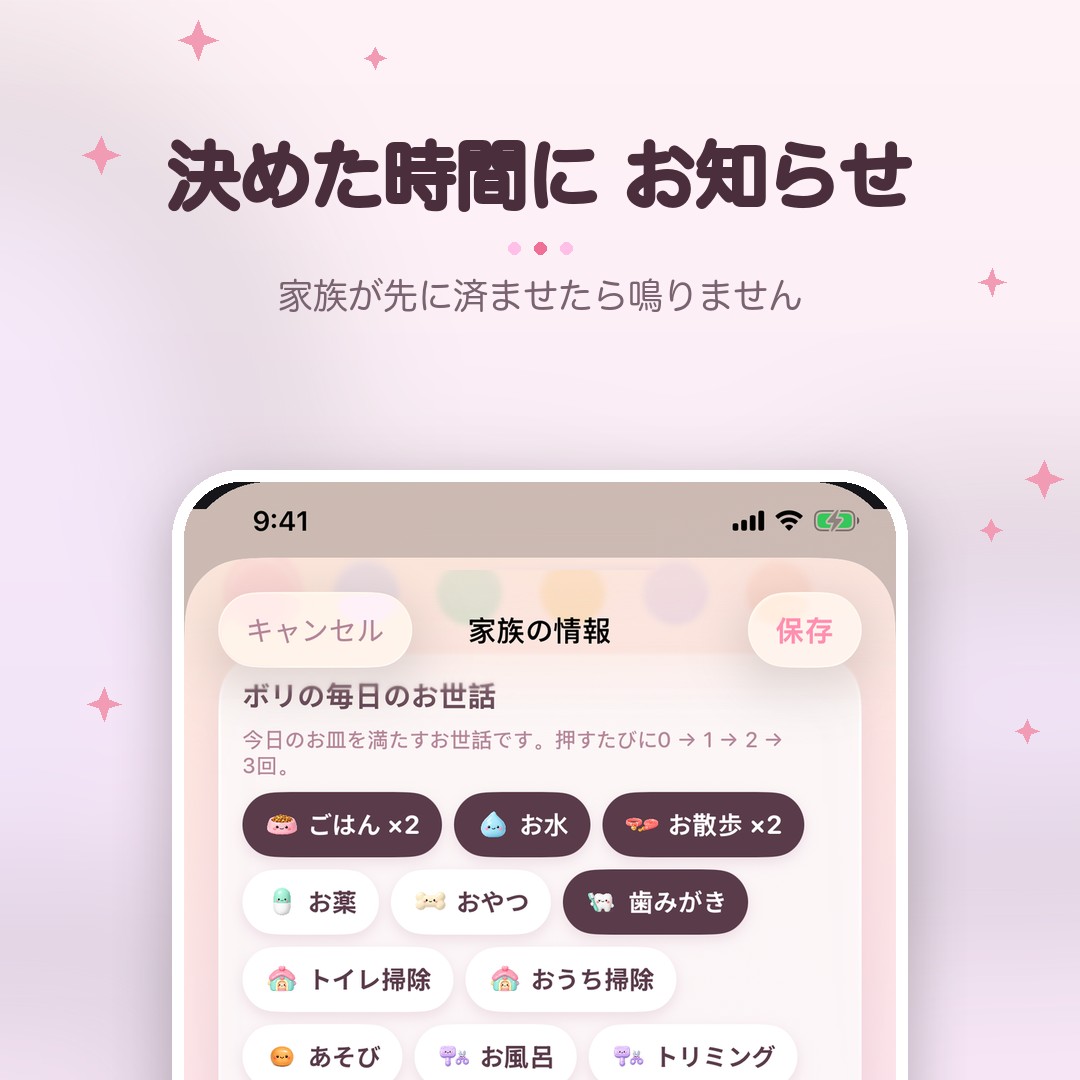 決めた時間に お知らせ
家族が先に済ませたら鳴りません
9:41
キャンセル
家族の情報
保存
ボリの毎日のお世話
今日のお皿を満たすお世話です。押すたびに0 → 1 → 2 →
3回。
ごはん ×2
お水
お散歩 ×2
お薬
おやつ
歯みがき
トイレ掃除
おうち掃除
あそび
お風呂
トリミング